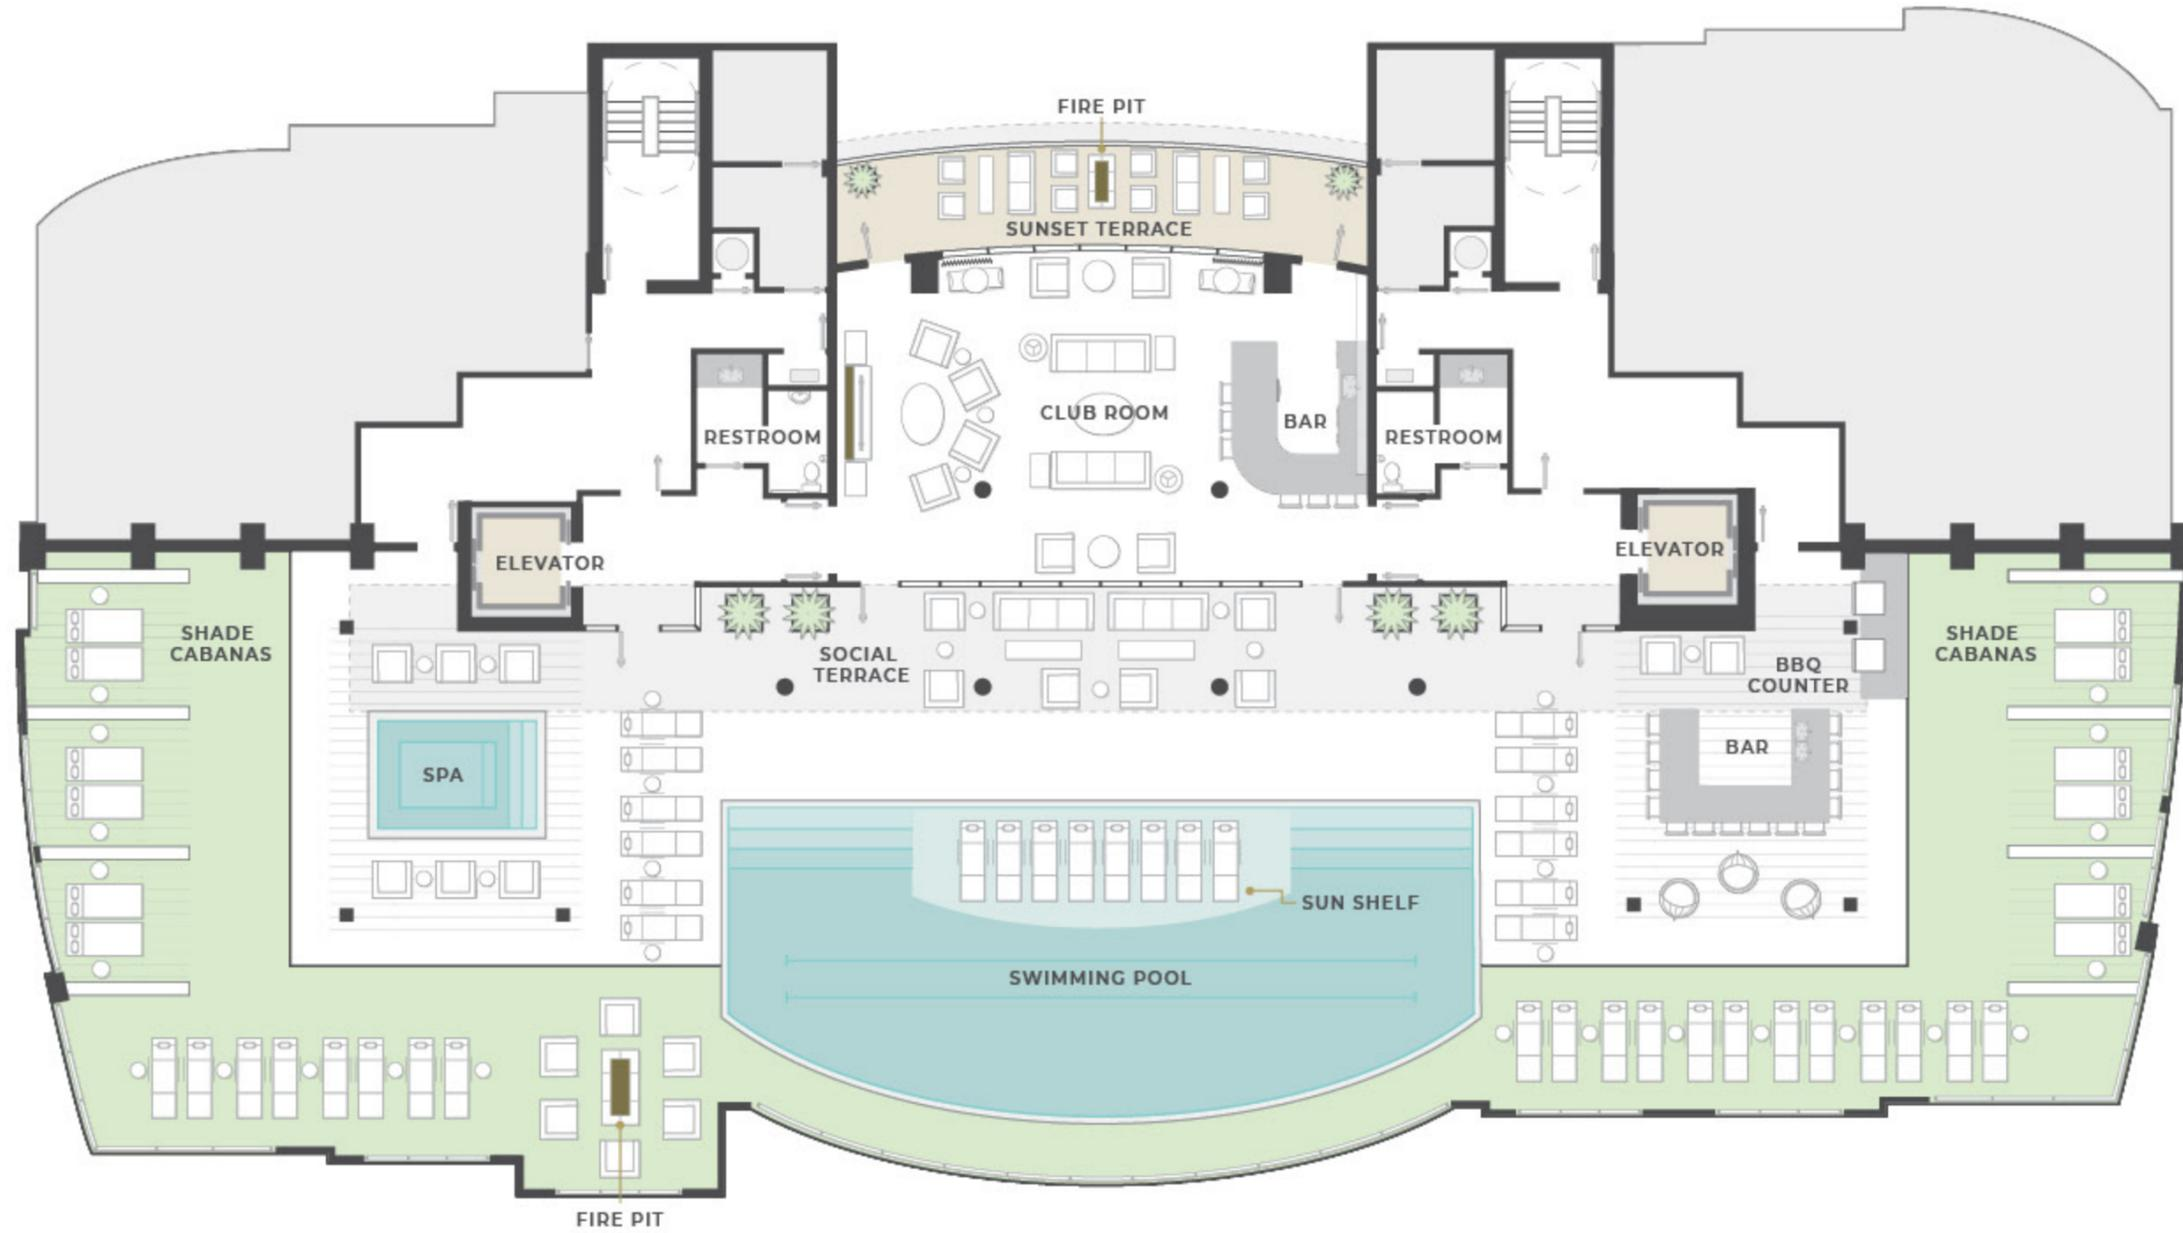 FIRE PIT
SUNSET TERRACE
CLUB ROOM
BAR
RESTROOM
RESTROOM
ELEVATOR
ELEVATOR
SHADE
CABANAS
SOCIAL
TERRACE
BBQ
COUNTER
SHADE
CABANAS
SPA
BAR
SUN SHELF
SWIMMING POOL
FIRE PIT